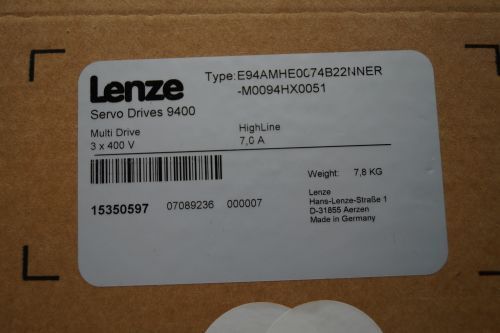 Lenze
Type: E94AMHE0074B22NNER
-M0094HX0051
Servo Drives 9400
Multi Drive HighLine
3 x 400 V 7,0 A
Weight: 7,8 KG
15350597 07089236 000007
Lenze
Hans-Lenze-Straße 1
D-31855 Aerzen
Made in Germany